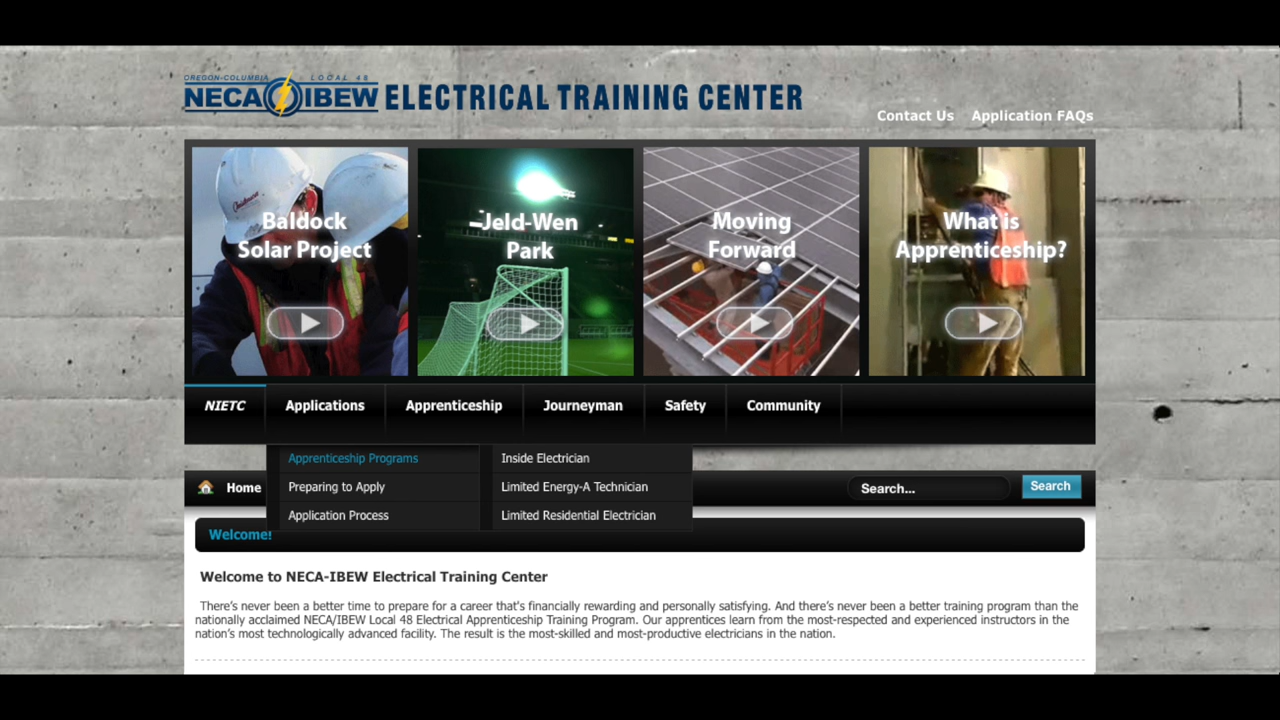 OREGON-COLUMBIA LOCAL 48
NECA IBEW ELECTRICAL TRAINING CENTER
Contact Us Application FAQs
Baldock
Solar Project
Jeld-Wen
Park
Moving
Forward
What is
Apprenticeship?
NIETC Applications Apprenticeship Journeyman Safety Community
Apprenticeship Programs Inside Electrician
Home Preparing to Apply Limited Energy-A Technician Search... Search
Application Process Limited Residential Electrician
Welcome!
Welcome to NECA-IBEW Electrical Training Center
There's never been a better time to prepare for a career that's financially rewarding and personally satisfying. And there's never been a better training program than the
nationally acclaimed NECA/IBEW Local 48 Electrical Apprenticeship Training Program. Our apprentices learn from the most-respected and experienced instructors in the
nation's most technologically advanced facility. The result is the most-skilled and most-productive electricians in the nation.